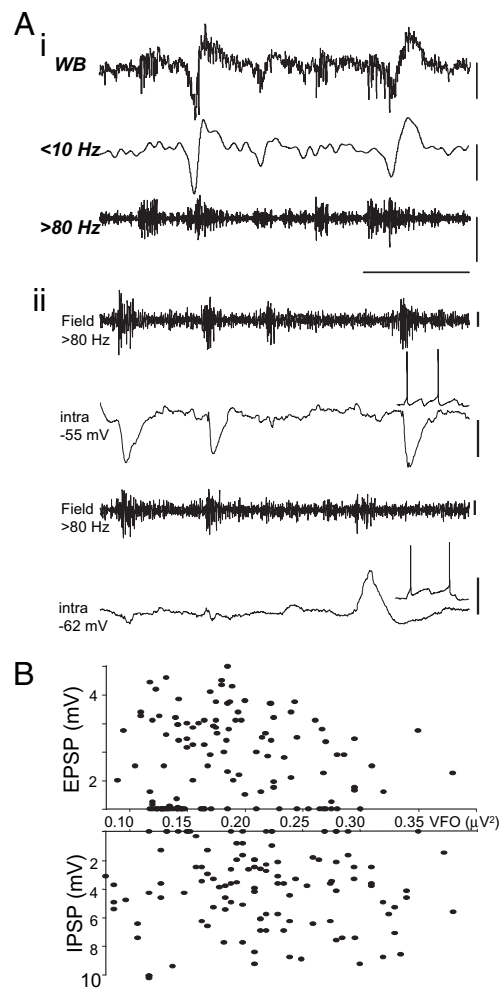 A
i
WB
<10 Hz
>80 Hz
ii
Field
>80 Hz
intra
-55 mV
Field
>80 Hz
intra
-62 mV
B
EPSP (mV)
4
2
0.10 0.15 0.20 0.25 0.30 0.35 VFO (μV²)
IPSP (mV)
2
4
6
8
10